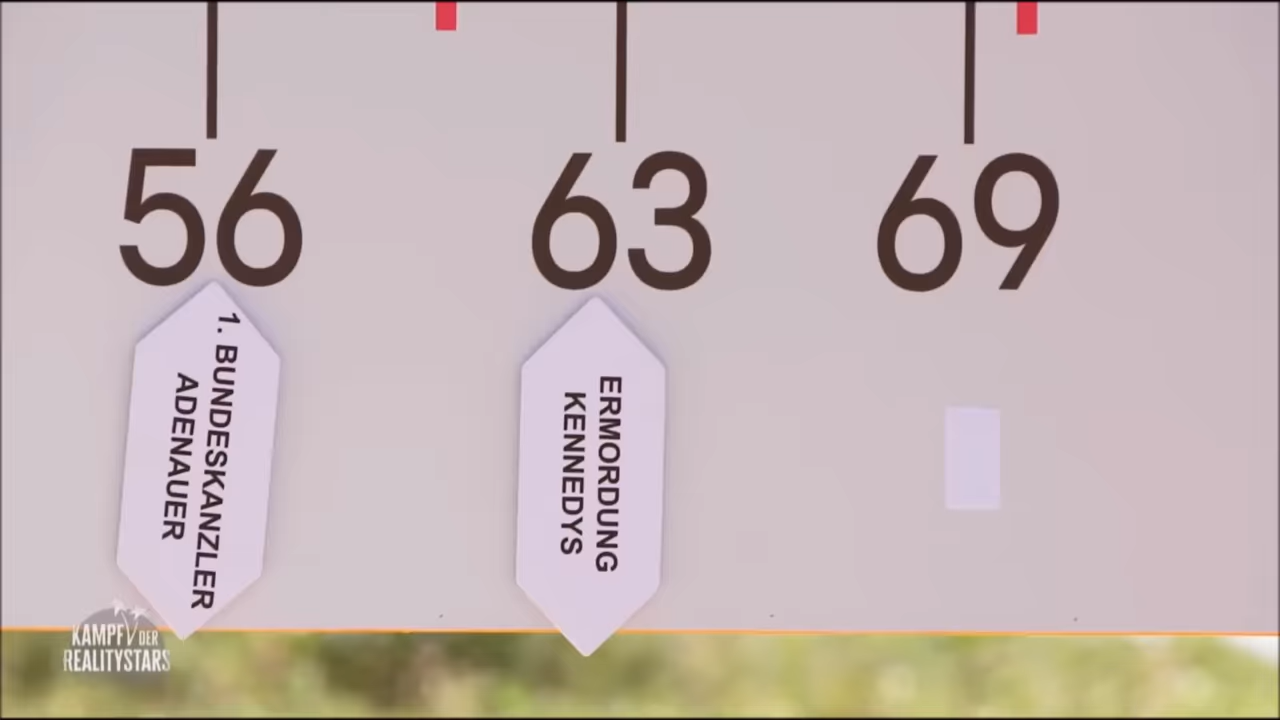 56
63
69
1. BUNDESKANZLER
ADENAUER
ERMORDUNG
KENNEDYS
KAMPF DER
REALITYSTARS